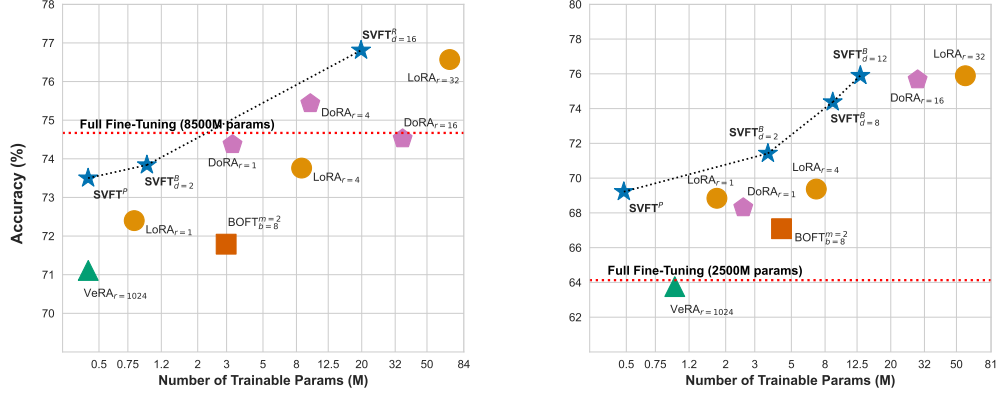 78
77
76
75
74
73
72
71
70
Accuracy (%)
SVFT^R_{d=16}
LoRA_{r=32}
DoRA_{r=4}
DoRA_{r=16}
Full Fine-Tuning (8500M params)
DoRA_{r=1}
LoRA_{r=4}
SVFT^P
SVFT^B_{d=2}
LoRA_{r=1}
BOFT^{m=2}_{b=8}
VeRA_{r=1024}
0.5 0.75 1.2 2 3 5 8 16 32 50 84
Number of Trainable Params (M)
80
78
76
74
72
70
68
66
64
62
SVFT^B_{d=12}
LoRA_{r=32}
DoRA_{r=16}
SVFT^B_{d=8}
SVFT^B_{d=2}
LoRA_{r=1}
LoRA_{r=4}
DoRA_{r=1}
SVFT^P
BOFT^{m=2}_{b=8}
Full Fine-Tuning (2500M params)
VeRA_{r=1024}
0.5 0.75 1.2 2 3 5 8 12.5 20 32 50 81
Number of Trainable Params (M)